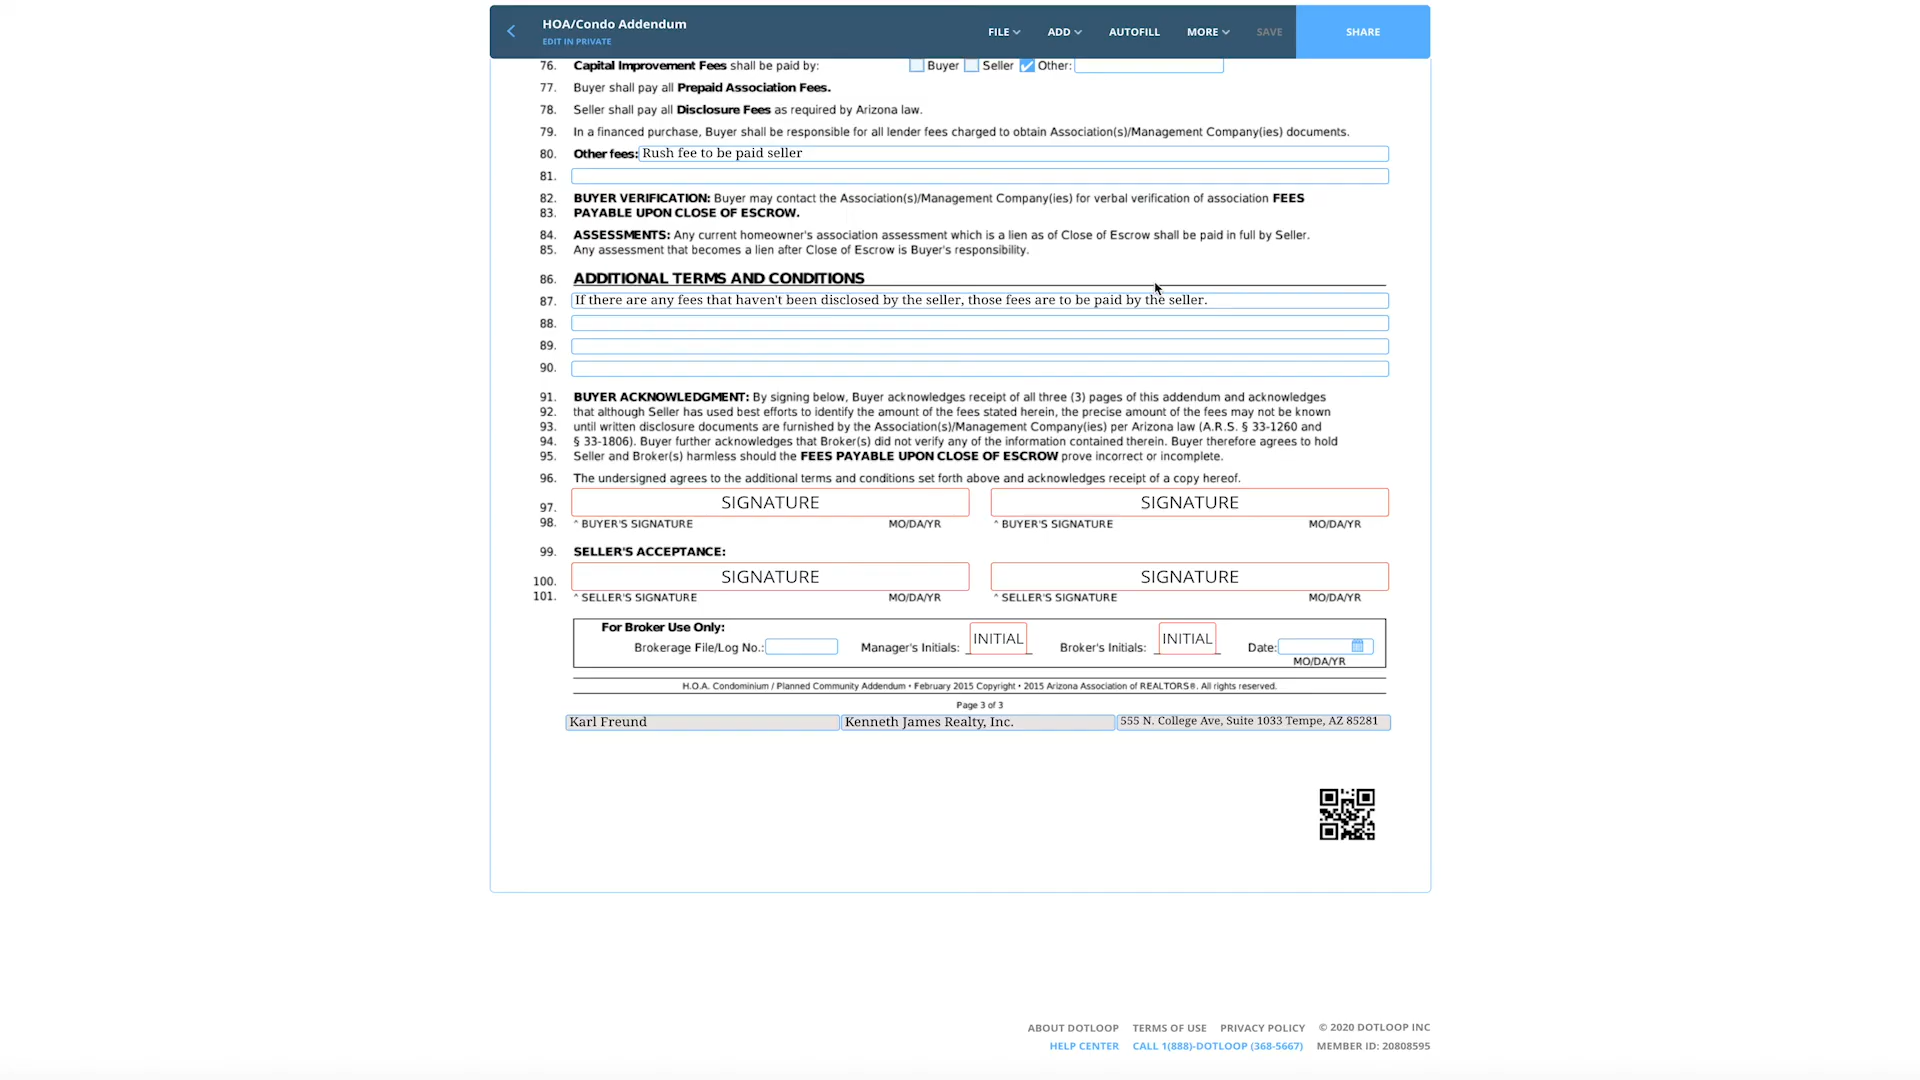 HOA/Condo Addendum
EDIT IN PRIVATE
FILE ADD AUTOFILL MORE SAVE SHARE
76. Capital Improvement Fees shall be paid by: Buyer Seller Other:
77. Buyer shall pay all Prepaid Association Fees.
78. Seller shall pay all Disclosure Fees as required by Arizona law.
79. In a financed purchase, Buyer shall be responsible for all lender fees charged to obtain Association(s)/Management Company(ies) documents.
80. Other fees: Rush fee to be paid seller
81.
82. BUYER VERIFICATION: Buyer may contact the Association(s)/Management Company(ies) for verbal verification of association FEES
83. PAYABLE UPON CLOSE OF ESCROW.
84. ASSESSMENTS: Any current homeowner's association assessment which is a lien as of Close of Escrow shall be paid in full by Seller.
85. Any assessment that becomes a lien after Close of Escrow is Buyer's responsibility.
86. ADDITIONAL TERMS AND CONDITIONS
87. If there are any fees that haven't been disclosed by the seller, those fees are to be paid by the seller.
88.
89.
90.
91. BUYER ACKNOWLEDGMENT: By signing below, Buyer acknowledges receipt of all three (3) pages of this addendum and acknowledges
92. that although Seller has used best efforts to identify the amount of the fees stated herein, the precise amount of the fees may not be known
93. until written disclosure documents are furnished by the Association(s)/Management Company(ies) per Arizona law (A.R.S. § 33-1260 and
94. § 33-1806). Buyer further acknowledges that Broker(s) did not verify any of the information contained therein. Buyer therefore agrees to hold
95. Seller and Broker(s) harmless should the FEES PAYABLE UPON CLOSE OF ESCROW prove incorrect or incomplete.
96. The undersigned agrees to the additional terms and conditions set forth above and acknowledges receipt of a copy hereof.
97. SIGNATURE SIGNATURE
98. ^ BUYER'S SIGNATURE MO/DA/YR ^ BUYER'S SIGNATURE MO/DA/YR
99. SELLER'S ACCEPTANCE:
100. SIGNATURE SIGNATURE
101. ^ SELLER'S SIGNATURE MO/DA/YR ^ SELLER'S SIGNATURE MO/DA/YR
For Broker Use Only:
Brokerage File/Log No.: Manager's Initials: INITIAL Broker's Initials: INITIAL Date:
MO/DA/YR
H.O.A. Condominium / Planned Community Addendum • February 2015 Copyright • 2015 Arizona Association of REALTORS®. All rights reserved.
Page 3 of 3
Karl Freund Kenneth James Realty, Inc. 555 N. College Ave, Suite 1033 Tempe, AZ 85281
ABOUT DOTLOOP TERMS OF USE PRIVACY POLICY © 2020 DOTLOOP INC
HELP CENTER CALL 1(888)-DOTLOOP (368-5667) MEMBER ID: 20808595